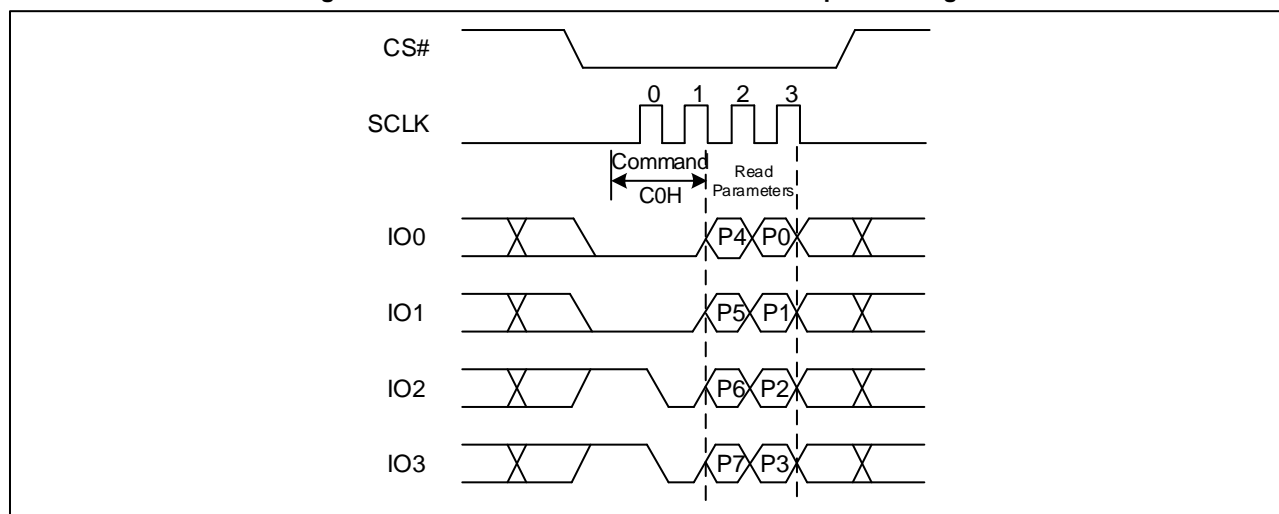 CS#
0 1 2 3
SCLK
Command
C0H
Read
Parameters
IO0
P4 P0
IO1
P5 P1
IO2
P6 P2
IO3
P7 P3